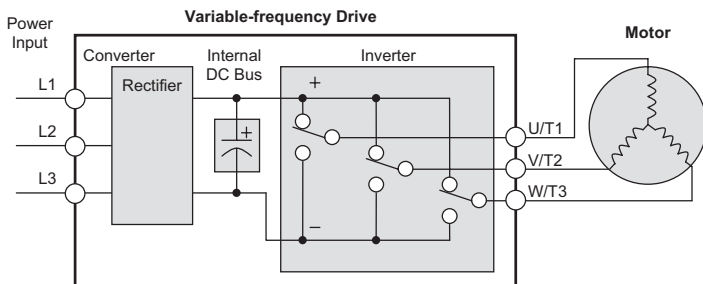 Variable-frequency Drive
Power
Input
Motor
Converter
Internal
DC Bus
Inverter
Rectifier
L1
L2
L3
+
+
–
U/T1
V/T2
W/T3